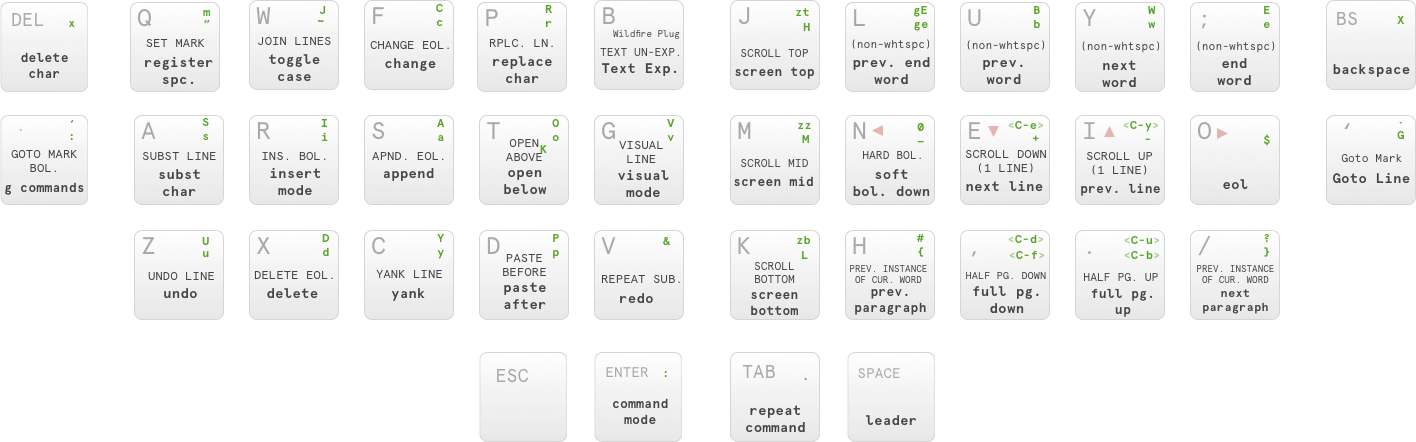 DEL x
delete
char
Q m
"
SET MARK
register
spc.
W J
~
JOIN LINES
toggle
case
F C
c
CHANGE EOL.
change
P R
r
RPLC. LN.
replace
char
B
Wildfire Plug
TEXT UN-EXP.
Text Exp.
J zt
H
SCROLL TOP
screen top
L gE
ge
(non-whtspc)
prev. end
word
U B
b
(non-whtspc)
prev.
word
Y W
w
(non-whtspc)
next
word
; E
e
(non-whtspc)
end
word
BS X
backspace
` ‘
:
GOTO MARK
BOL.
g commands
A S
s
SUBST LINE
subst
char
R I
i
INS. BOL.
insert
mode
S A
a
APND. EOL.
append
T O
o
K
OPEN
ABOVE
open
below
G V
v
VISUAL
LINE
visual
mode
M zz
M
SCROLL MID
screen mid
N ◀ 0
–
HARD BOL.
soft
bol. down
E ▼ <C-e>
+
SCROLL DOWN
(1 LINE)
next line
I ▲ <C-y>
-
SCROLL UP
(1 LINE)
prev. line
O ▶ $
eol
‘ `
G
Goto Mark
Goto Line
Z U
u
UNDO LINE
undo
X D
d
DELETE EOL.
delete
C Y
y
YANK LINE
yank
D P
p
PASTE
BEFORE
paste
after
V &
REPEAT SUB.
redo
K zb
L
SCROLL
BOTTOM
screen
bottom
H #
{
PREV. INSTANCE
OF CUR. WORD
prev.
paragraph
, <C-d>
<C-f>
HALF PG. DOWN
full pg.
down
. <C-u>
<C-b>
HALF PG. UP
full pg.
up
/ ?
}
PREV. INSTANCE
OF CUR. WORD
next
paragraph
ESC
ENTER :
command
mode
TAB .
repeat
command
SPACE
leader